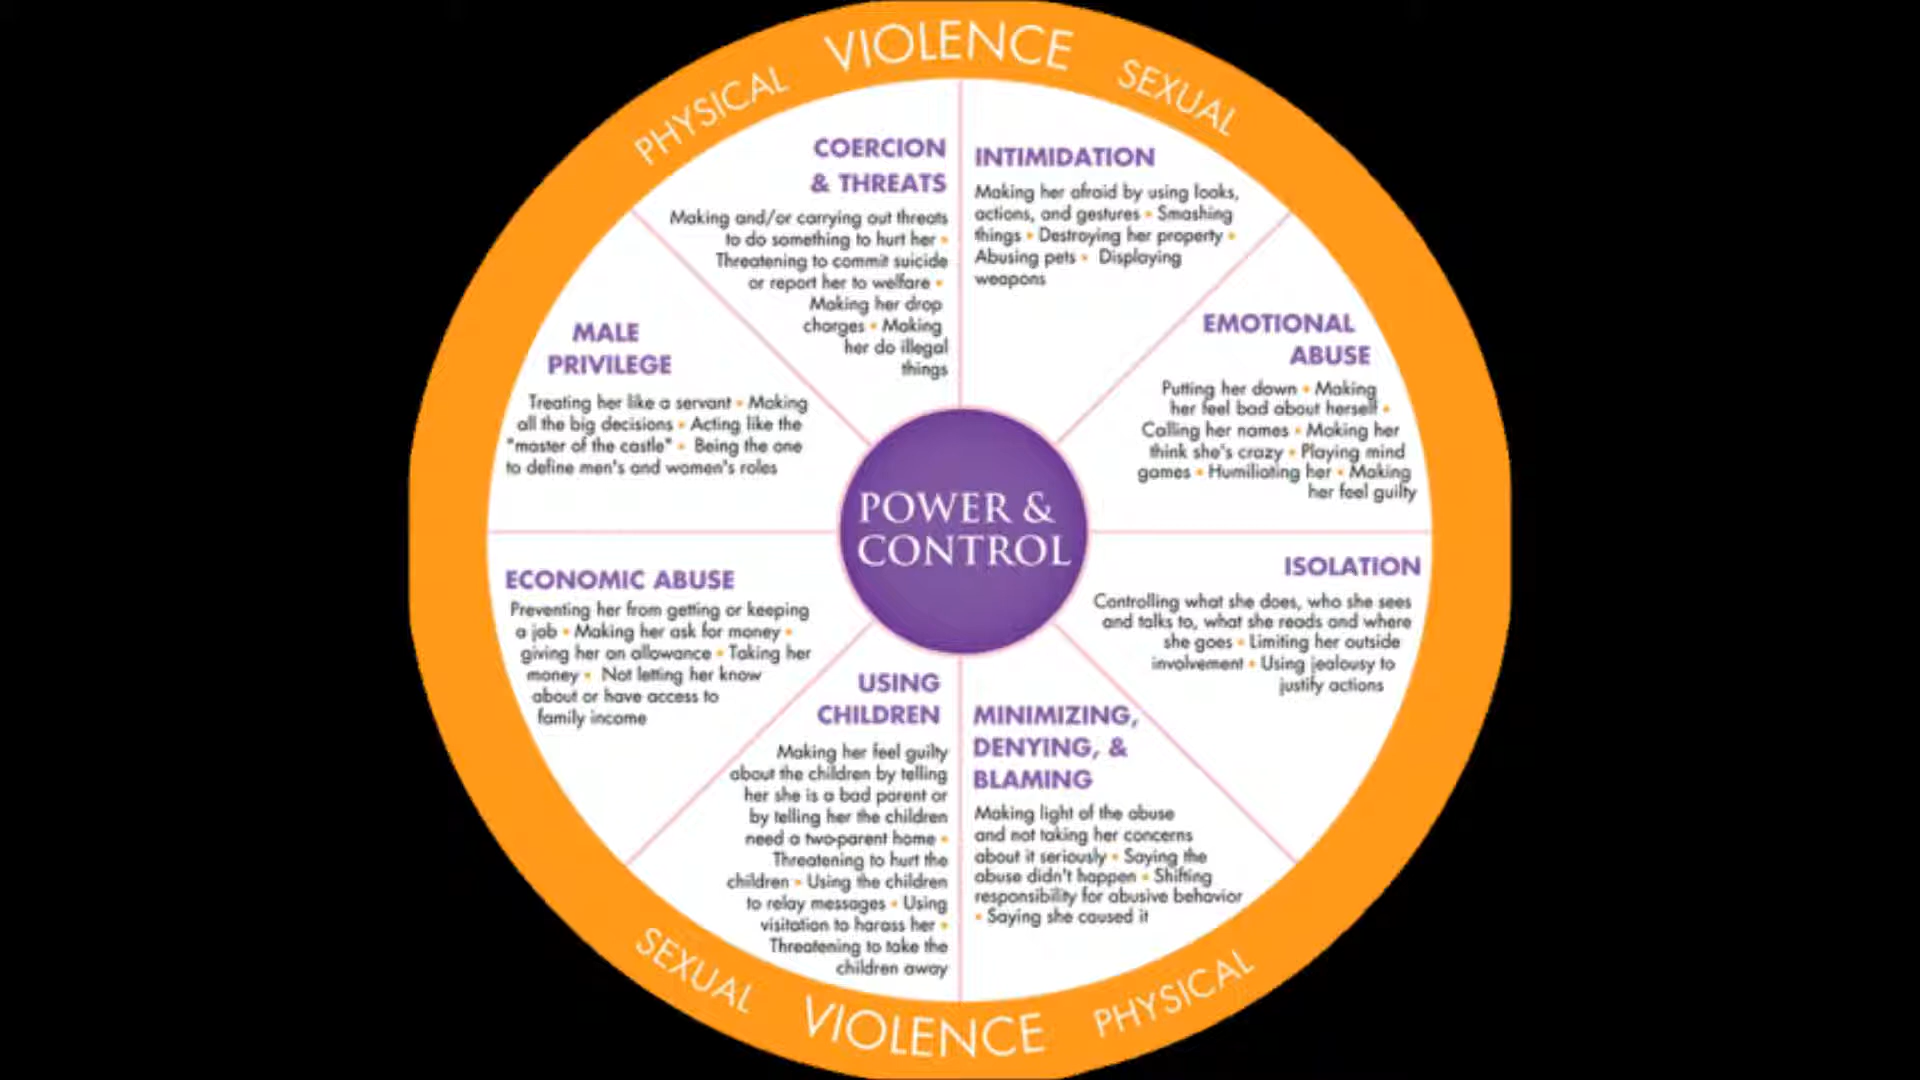 VIOLENCE
PHYSICAL
SEXUAL
COERCION
& THREATS
Making and/or carrying out threats
to do something to hurt her •
Threatening to commit suicide
or report her to welfare •
Making her drop
charges • Making
her do illegal
things
INTIMIDATION
Making her afraid by using looks,
actions, and gestures • Smashing
things • Destroying her property •
Abusing pets • Displaying
weapons
MALE
PRIVILEGE
Treating her like a servant • Making
all the big decisions • Acting like the
"master of the castle" • Being the one
to define men's and women's roles
EMOTIONAL
ABUSE
Putting her down • Making
her feel bad about herself •
Calling her names • Making her
think she's crazy • Playing mind
games • Humiliating her • Making
her feel guilty
POWER &
CONTROL
ECONOMIC ABUSE
Preventing her from getting or keeping
a job • Making her ask for money •
giving her an allowance • Taking her
money • Not letting her know
about or have access to
family income
ISOLATION
Controlling what she does, who she sees
and talks to, what she reads and where
she goes • Limiting her outside
involvement • Using jealousy to
justify actions
USING
CHILDREN
Making her feel guilty
about the children by telling
her she is a bad parent or
by telling her the children
need a two-parent home •
Threatening to hurt the
children • Using the children
to relay messages • Using
visitation to harass her •
Threatening to take the
children away
MINIMIZING,
DENYING, &
BLAMING
Making light of the abuse
and not taking her concerns
about it seriously • Saying the
abuse didn't happen • Shifting
responsibility for abusive behavior
• Saying she caused it
SEXUAL
VIOLENCE
PHYSICAL